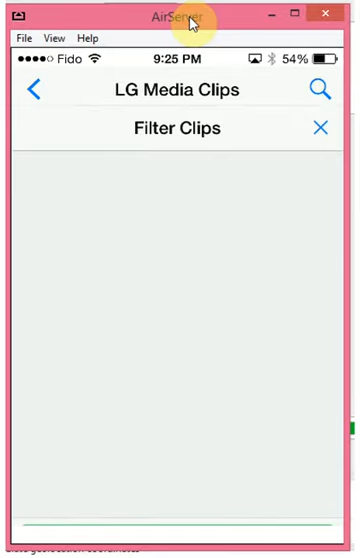 AirServer
File View Help
Fido 9:25 PM 54%
LG Media Clips
Filter Clips